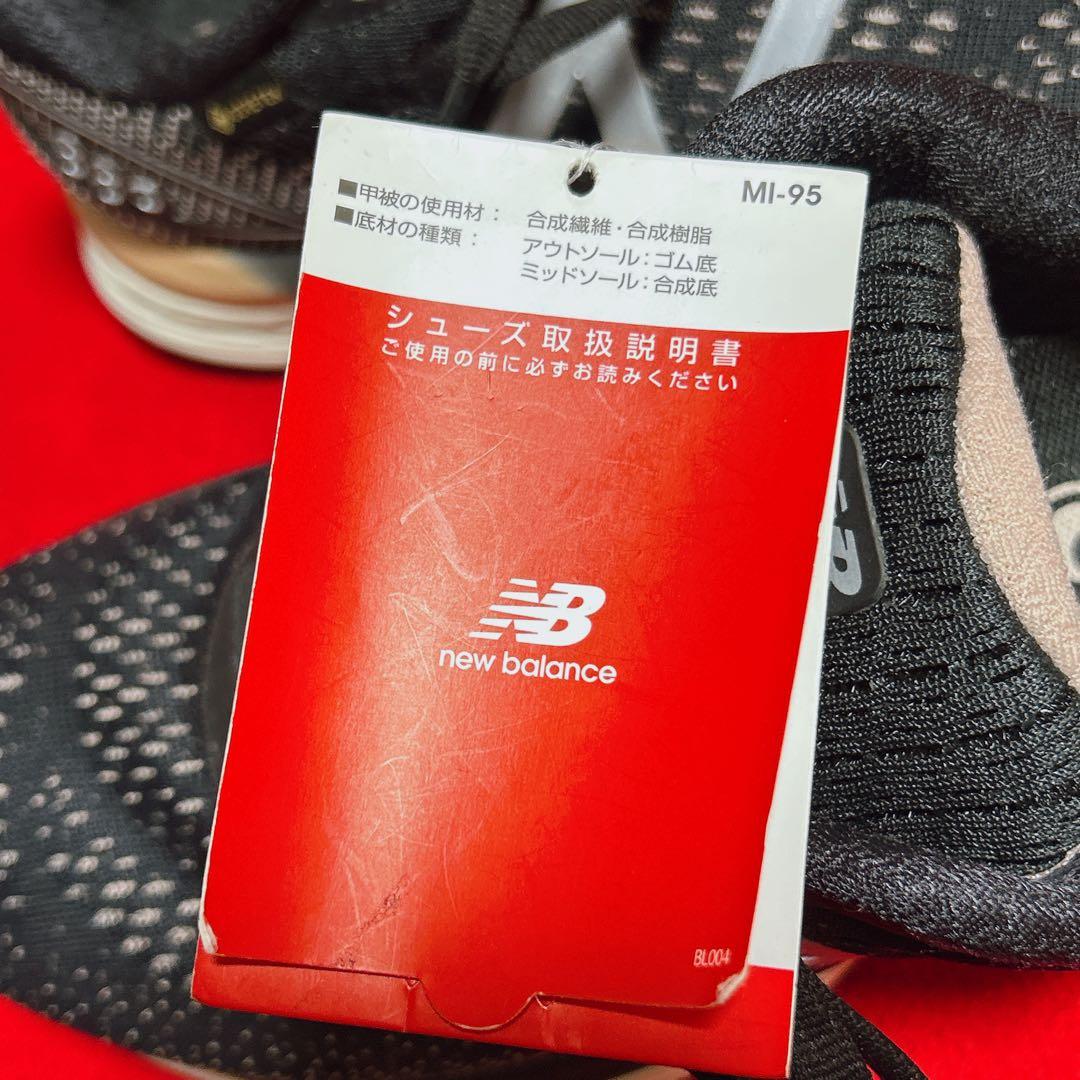 MI-95
■甲被の使用材： 合成繊維・合成樹脂
■底材の種類： アウトソール：ゴム底
ミッドソール：合成底
シューズ取扱説明書
ご使用の前に必ずお読みください
NB
new balance
BL004